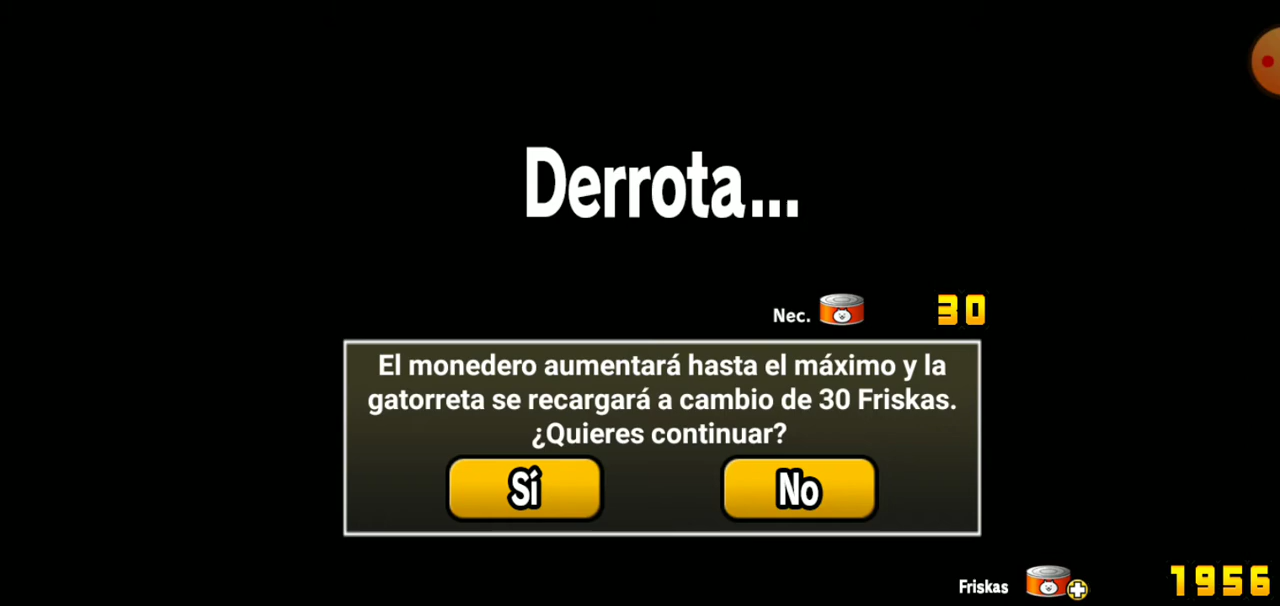 Derrota...
Nec. 30
El monedero aumentará hasta el máximo y la
gatorreta se recargará a cambio de 30 Friskas.
¿Quieres continuar?
Sí No
Friskas 1956